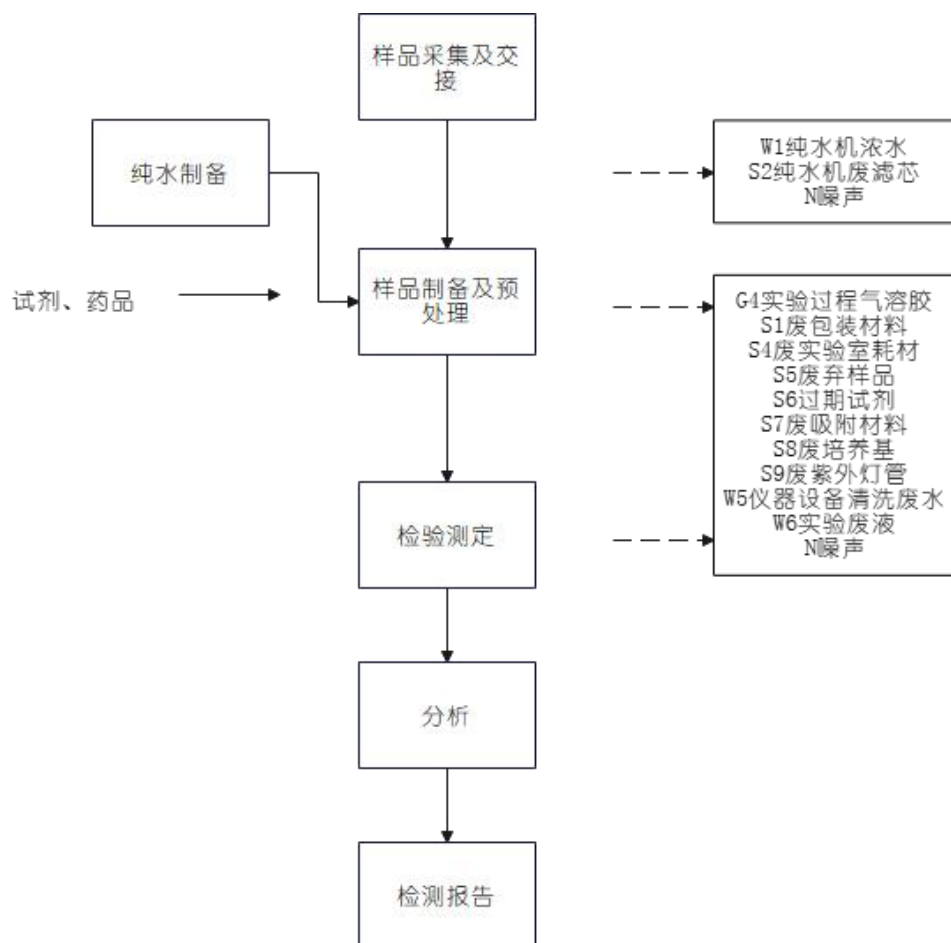 样品采集及交
接
纯水制备
W1纯水机浓水
S2纯水机废滤芯
N噪声
试剂、药品
样品制备及预
处理
G4实验过程气溶胶
S1废包装材料
S4废实验室耗材
S5废弃样品
S6过期试剂
S7废吸附材料
S8废培养基
S9废紫外灯管
W5仪器设备清洗废水
W6实验废液
N噪声
检验测定
分析
检测报告